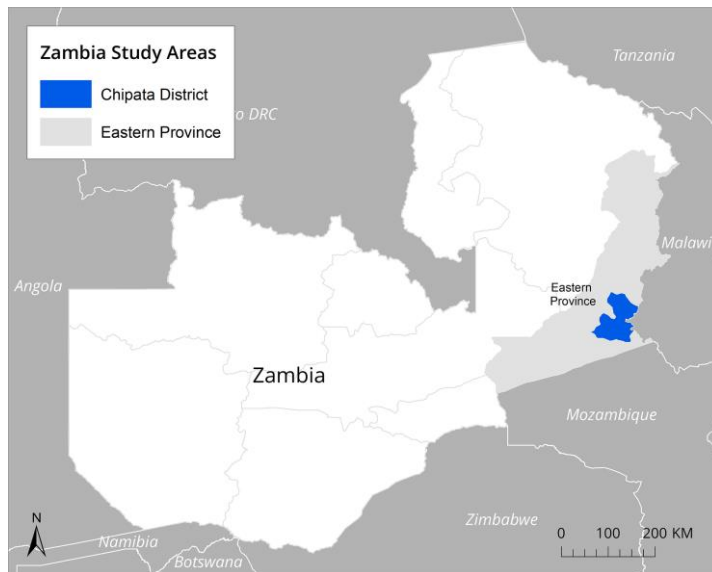 Zambia Study Areas
Chipata District
Eastern Province
Tanzania
o DRC
Malawi
Angola
Eastern
Province
Zambia
Mozambique
Zimbabwe
N
0 100 200 KM
Namibia
Botswana